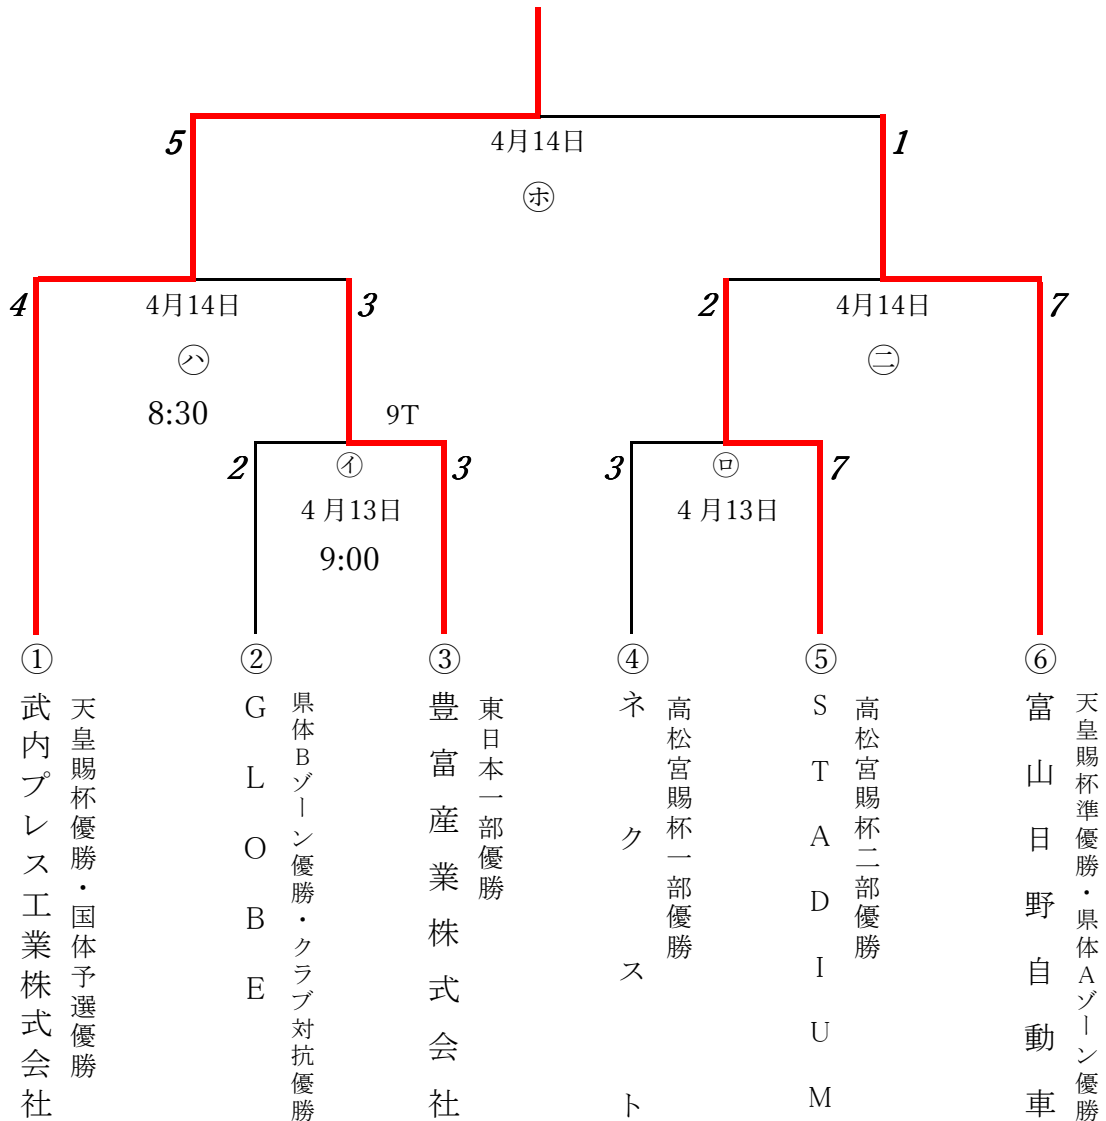 5
1
4月14日
㋭
4
3
2
7
4月14日
4月14日
㋩
㊁
8:30
9T
2
3
3
7
㋑
㋺
4月13日
4月13日
9:00
①
②
③
④
⑤
⑥
武内プレス工業株式会社
天皇賜杯優勝・国体予選優勝
GLOBE
県体Bゾーン優勝・クラブ対抗優勝
豊富産業株式会社
東日本一部優勝
ネクスト
高松宮賜杯一部優勝
STADIUM
高松宮賜杯二部優勝
富山日野自動車
天皇賜杯準優勝・県体Aゾーン優勝